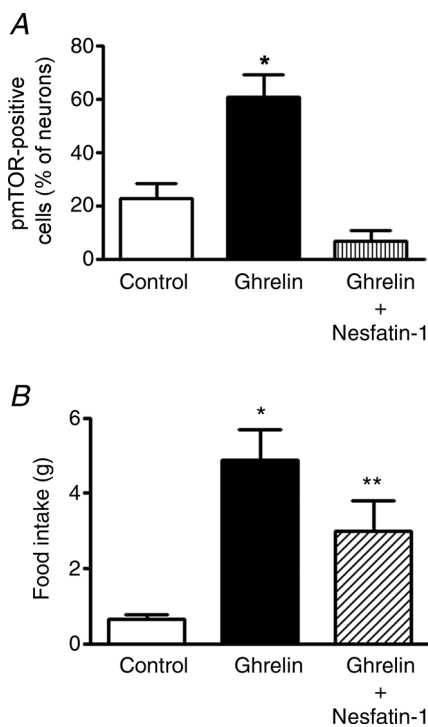 A
pmTOR-positive
cells (% of neurons)
80
60
40
20
0
*
Control
Ghrelin
Ghrelin
+
Nesfatin-1
B
Food intake (g)
6
4
2
0
*
**
Control
Ghrelin
Ghrelin
+
Nesfatin-1